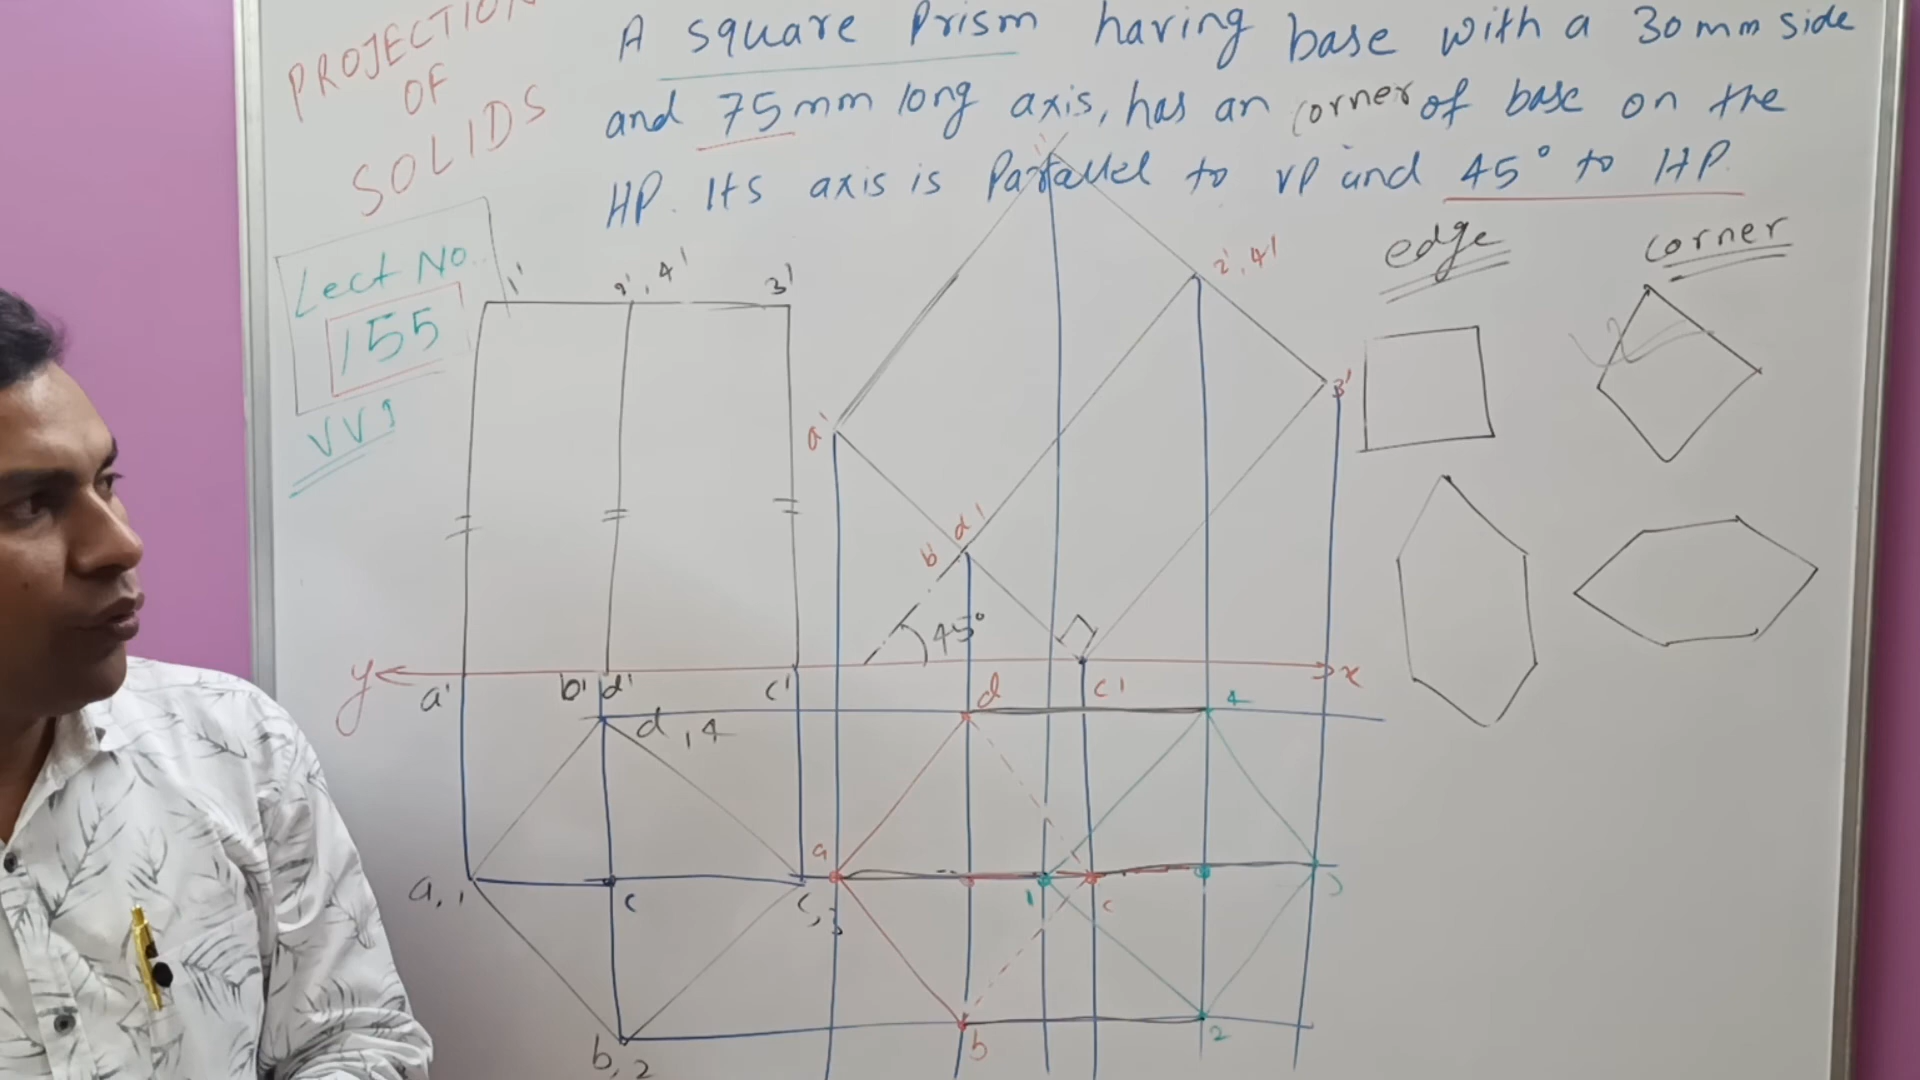 PROJECTION
OF
SOLIDS
A square Prism having base with a 30mm side
and 75mm long axis, has an corner of base on the
HP. Its axis is Parallel to VP and 45° to HP.
Lect No.
155
VVI
edge
corner
1'
2', 4'
3'
2', 4'
3'
a'
b'
d'
45°
y
x
a'
b' d'
c'
c'
d, 4
d
4
a, 1
c
c, 3
a
1
c
3
b, 2
b
2